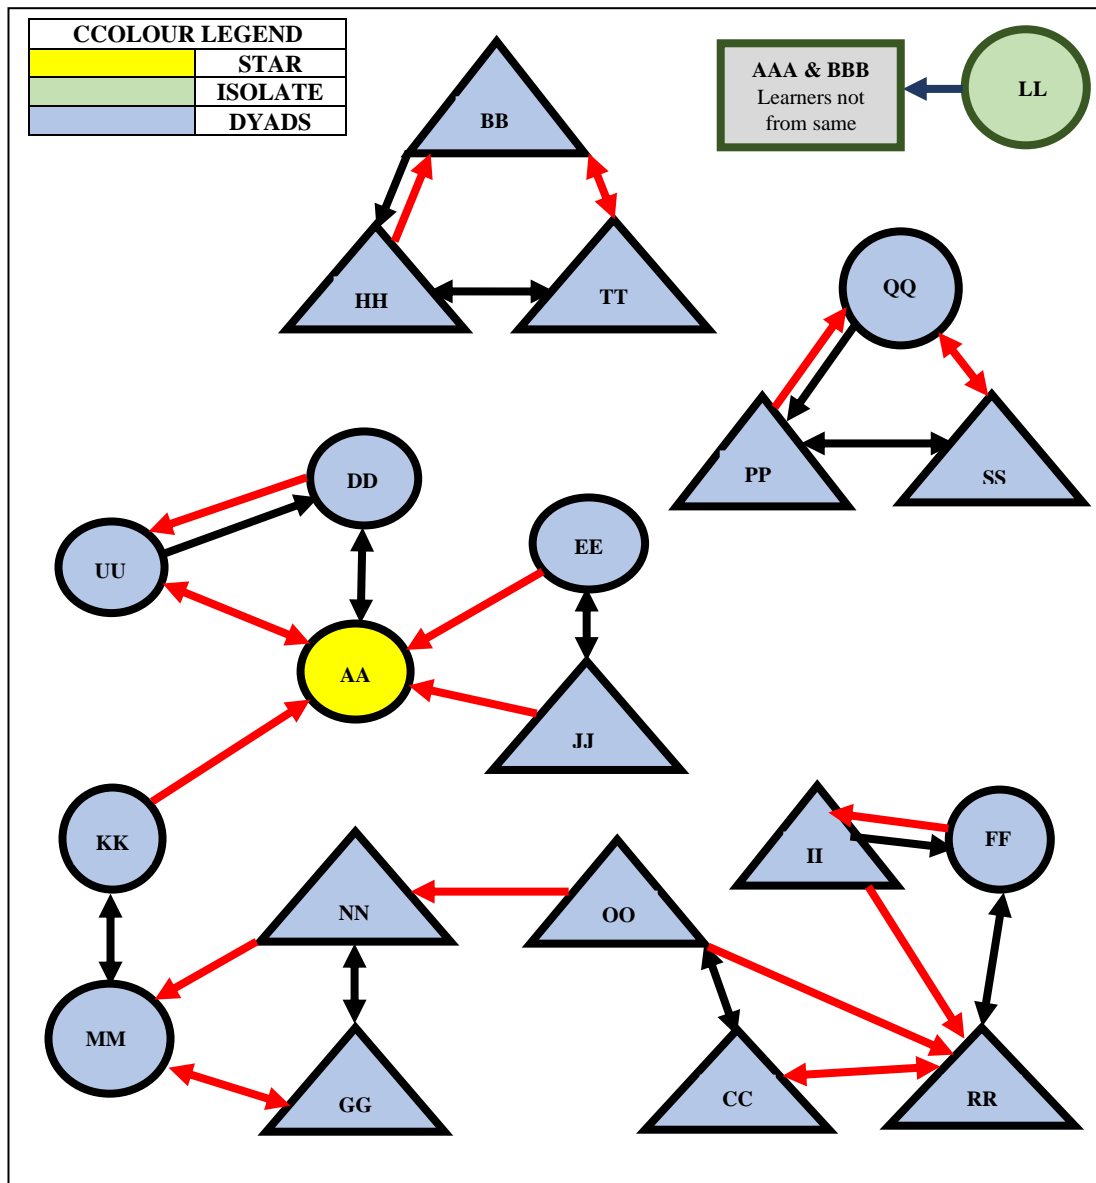 CCOLOUR LEGEND
STAR
ISOLATE
DYADS
AAA & BBB
Learners not
from same
LL
BB
HH
TT
QQ
PP
SS
DD
UU
EE
AA
JJ
KK
NN
OO
II
FF
MM
GG
CC
RR